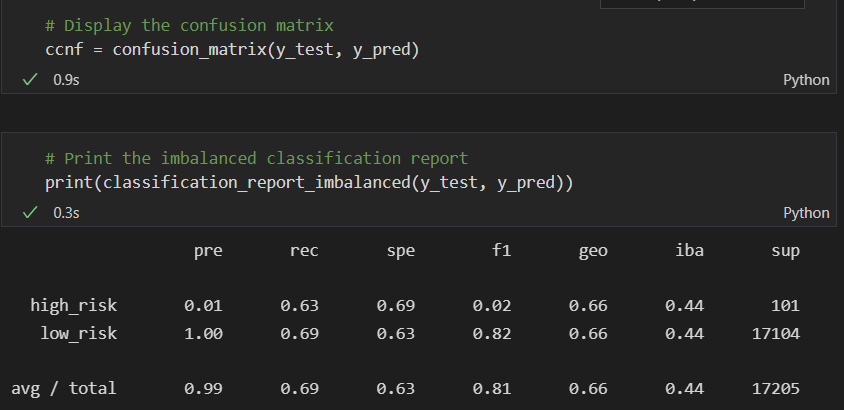 # Display the confusion matrix
ccnf = confusion_matrix(y_test, y_pred)
✓ 0.9s Python
# Print the imbalanced classification report
print(classification_report_imbalanced(y_test, y_pred))
✓ 0.3s Python
pre rec spe f1 geo iba sup
high_risk 0.01 0.63 0.69 0.02 0.66 0.44 101
low_risk 1.00 0.69 0.63 0.82 0.66 0.44 17104
avg / total 0.99 0.69 0.63 0.81 0.66 0.44 17205